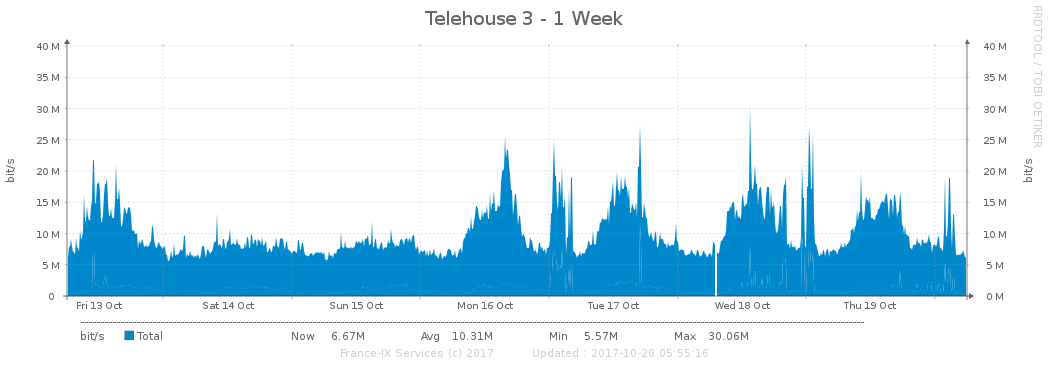 Telehouse 3 - 1 Week
RRDTOOL / TOBI OETIKER
bit/s
bit/s
40 M 40 M
35 M 35 M
30 M 30 M
25 M 25 M
20 M 20 M
15 M 15 M
10 M 10 M
5 M 5 M
0 0 M
Fri 13 Oct Sat 14 Oct Sun 15 Oct Mon 16 Oct Tue 17 Oct Wed 18 Oct Thu 19 Oct
bit/s Total Now 6.67M Avg 10.31M Min 5.57M Max 30.06M
France-IX Services (c) 2017 Updated : 2017-10-20 05:55:16